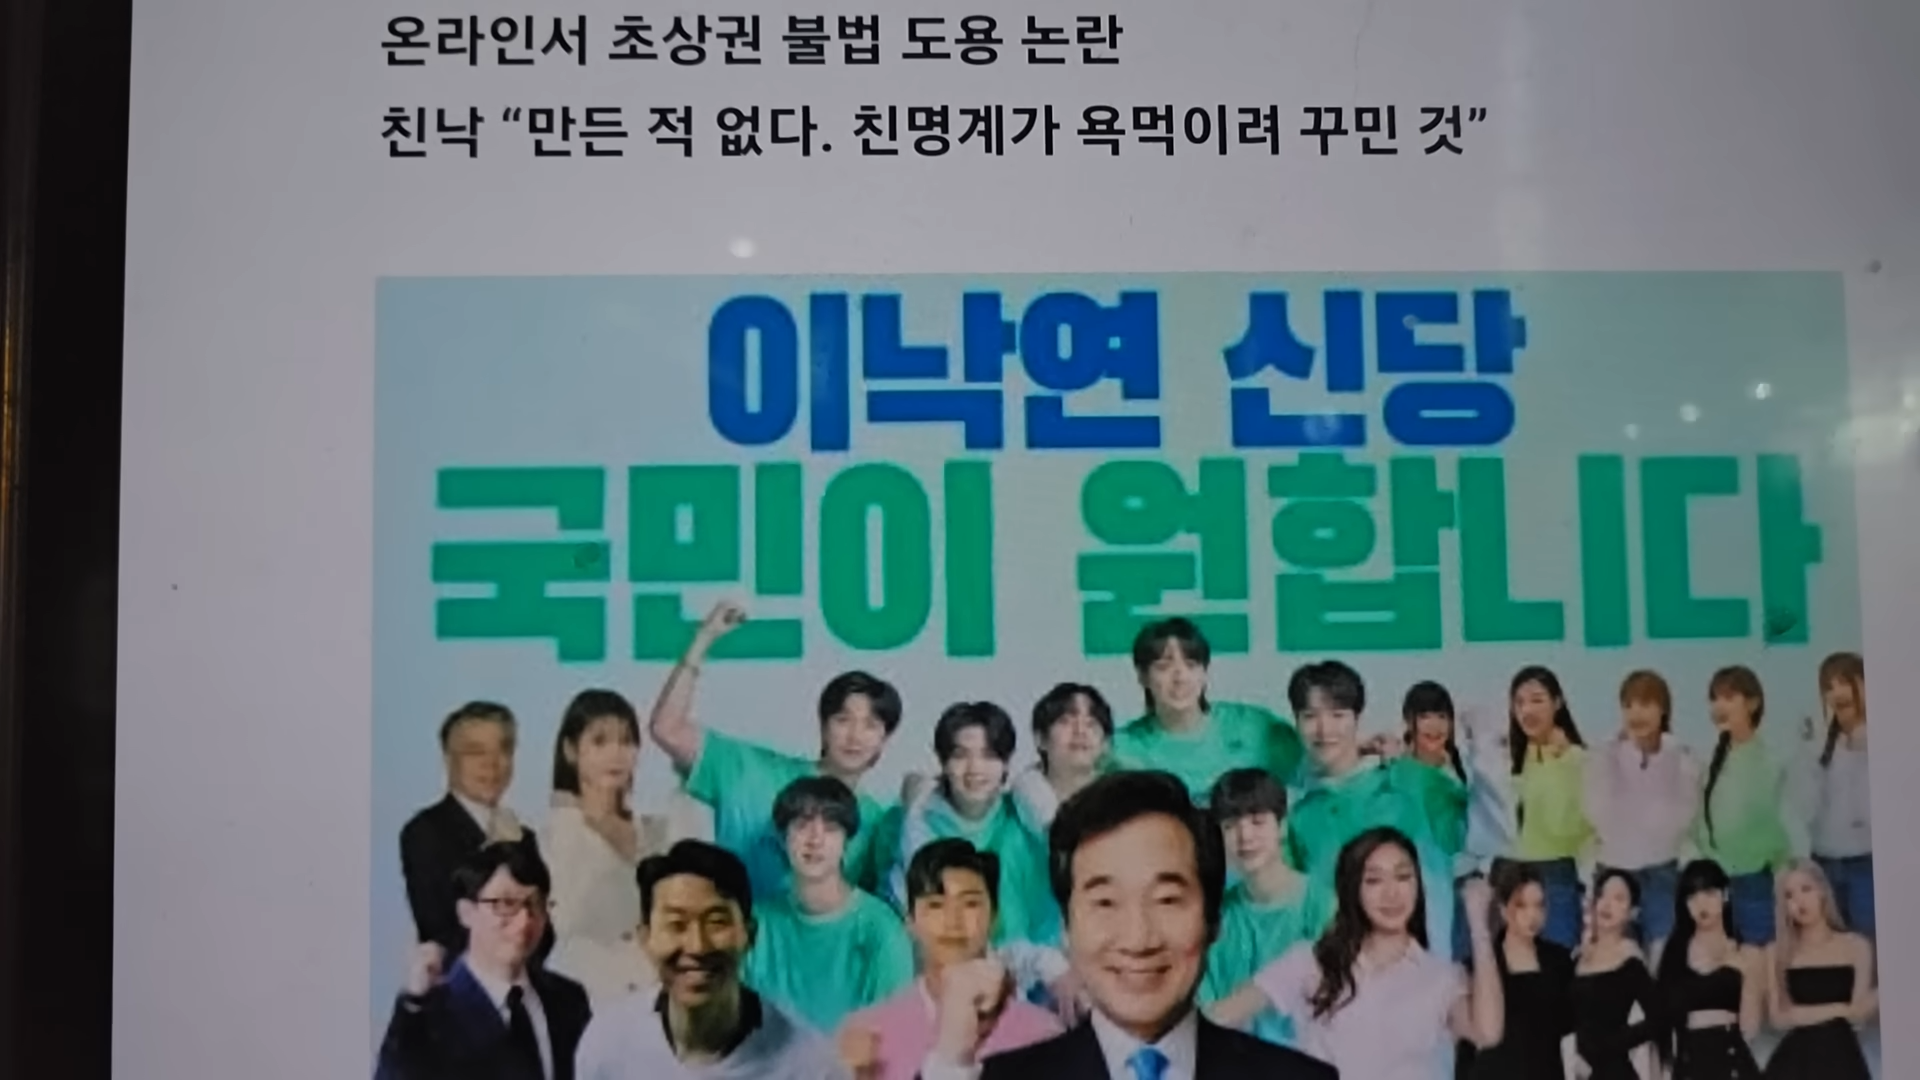 온라인서 초상권 불법 도용 논란
친낙 “만든 적 없다. 친명계가 욕먹이려 꾸민 것”
이낙연 신당
국민이 원합니다